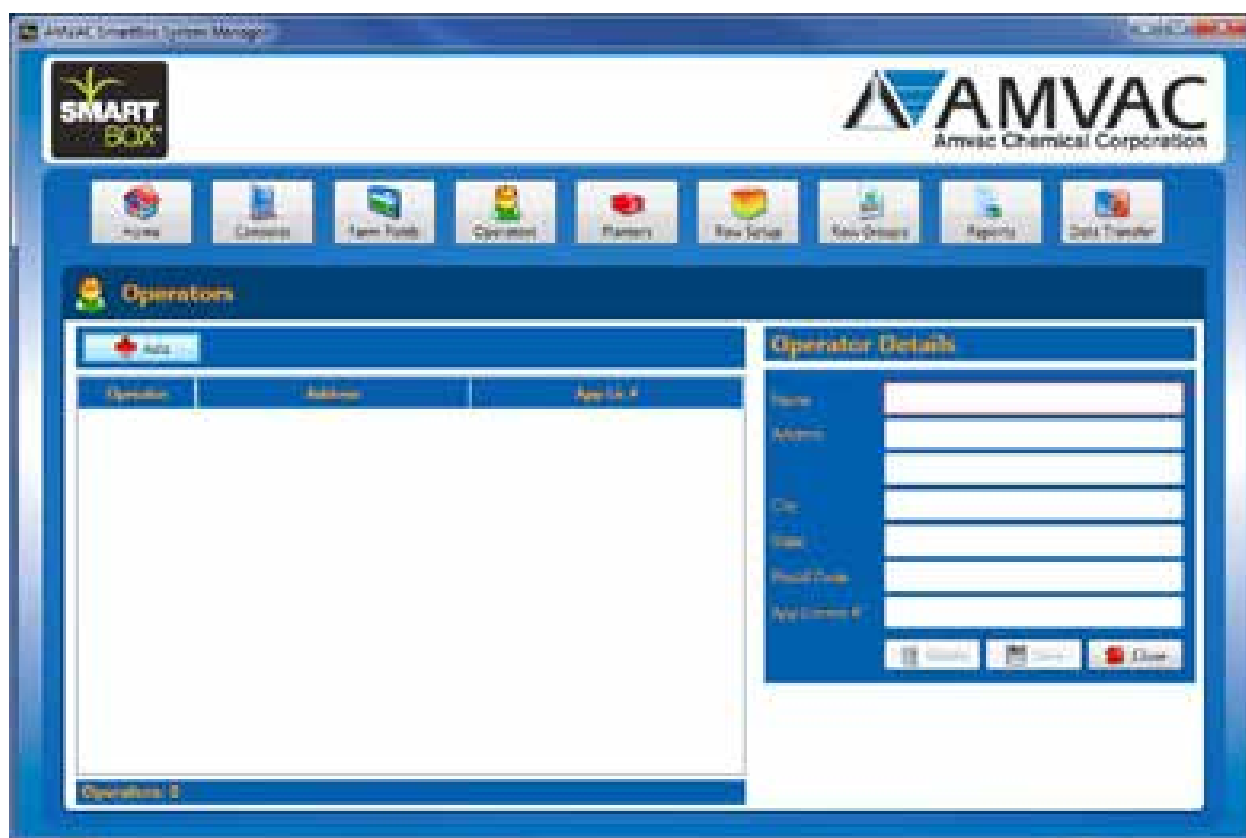 AMVAC SmartBox System Manager
SMART
BOX
AMVAC
Amvac Chemical Corporation
Home
Farm Fields
Operators
Planters
Row Setup
Row Groups
Reports
Data Transfer
Operators
Add
Operator Details
Operator
Address
App Lic #
Name
Address
City
State
Postal Code
App License #
Delete
Save
Close
Operators: 0